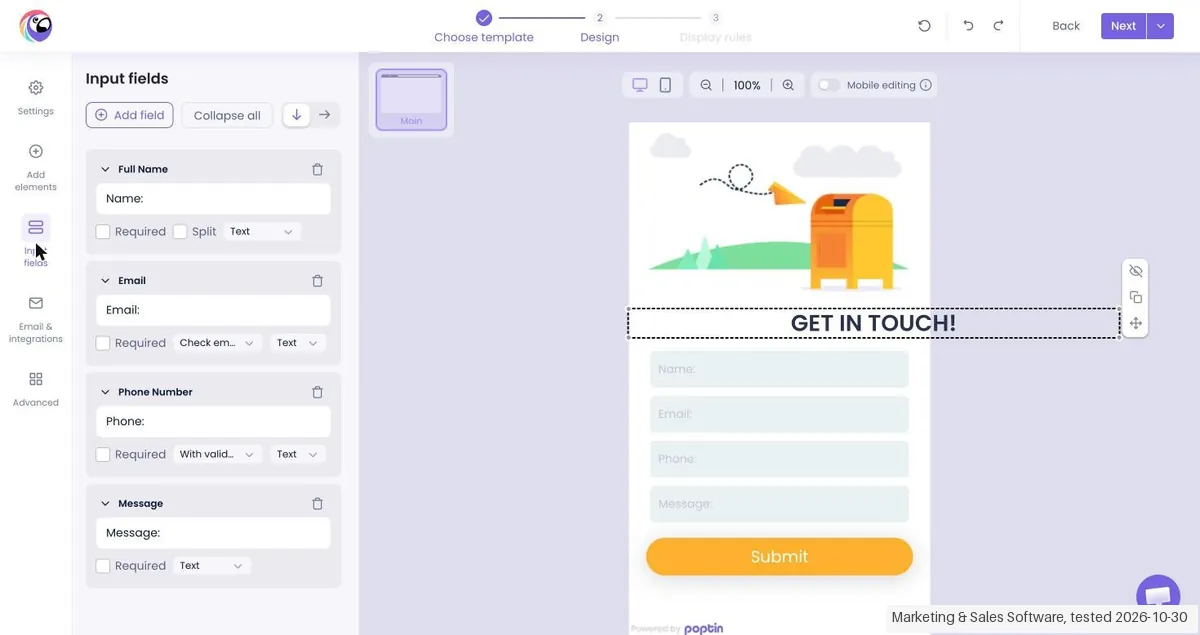 Choose template
2
Design
3
Display rules
Back
Next
Settings
Add
elements
Input
fields
Email &
integrations
Advanced
Input fields
Add field
Collapse all
Full Name
Name:
Required
Split
Text
Email
Email:
Required
Check em...
Text
Phone Number
Phone:
Required
With valid...
Text
Message
Message:
Required
Text
Main
100%
Mobile editing
GET IN TOUCH!
Name:
Email:
Phone:
Message:
Submit
Powered by poptin
Marketing & Sales Software, tested 2026-10-30